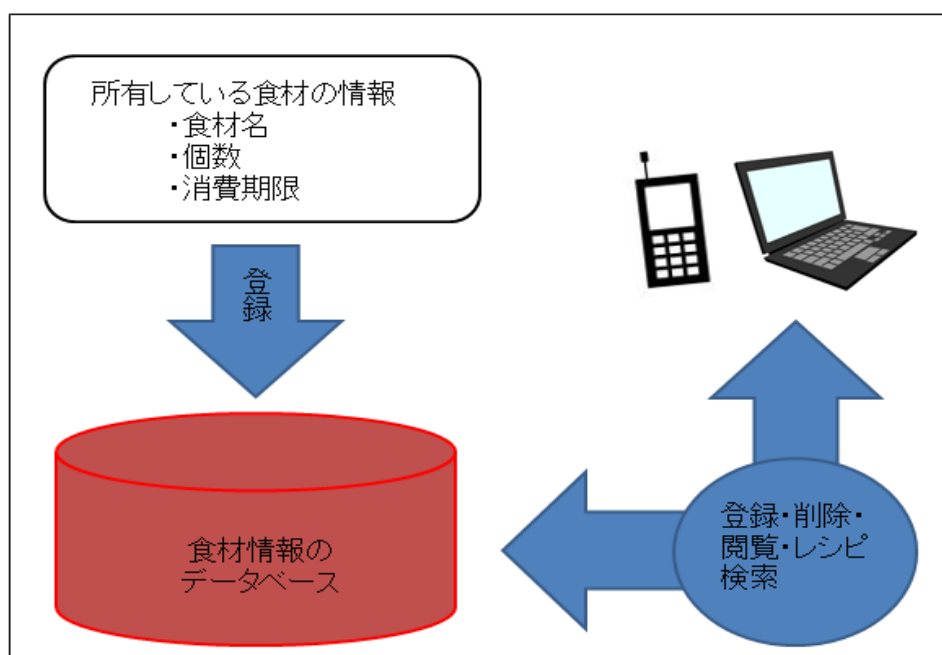 所有している食材の情報
・食材名
・個数
・消費期限
登録
食材情報の
データベース
登録・削除・
閲覧・レシピ
検索